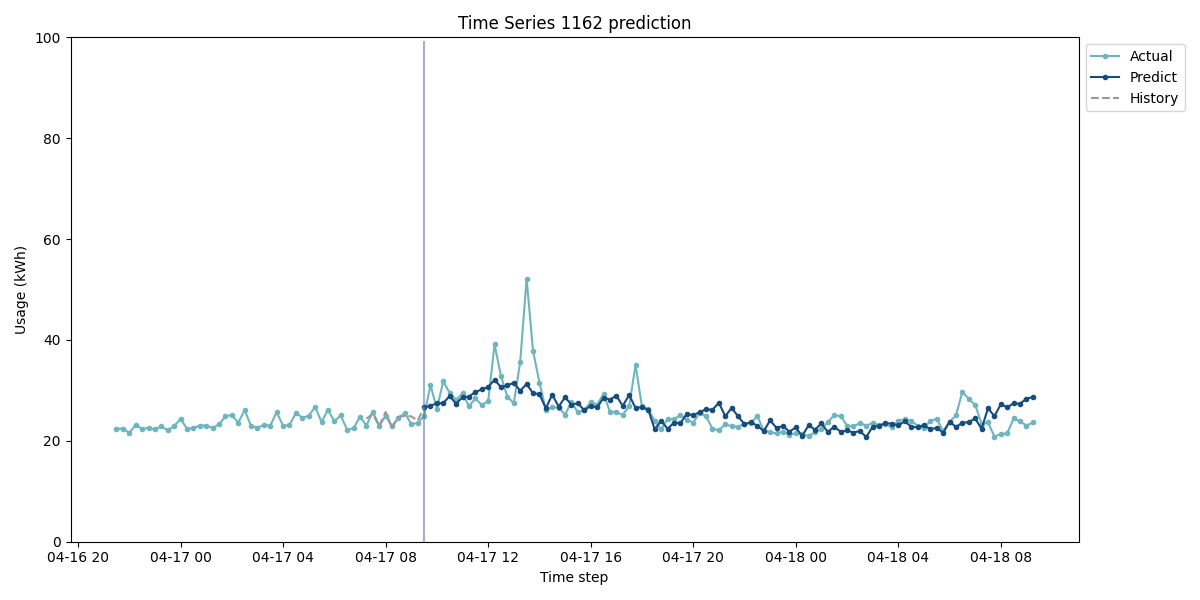 Time Series 1162 prediction
Actual
Predict
History
Usage (kWh)
100
80
60
40
20
0
04-16 20
04-17 00
04-17 04
04-17 08
04-17 12
04-17 16
04-17 20
04-18 00
04-18 04
04-18 08
Time step